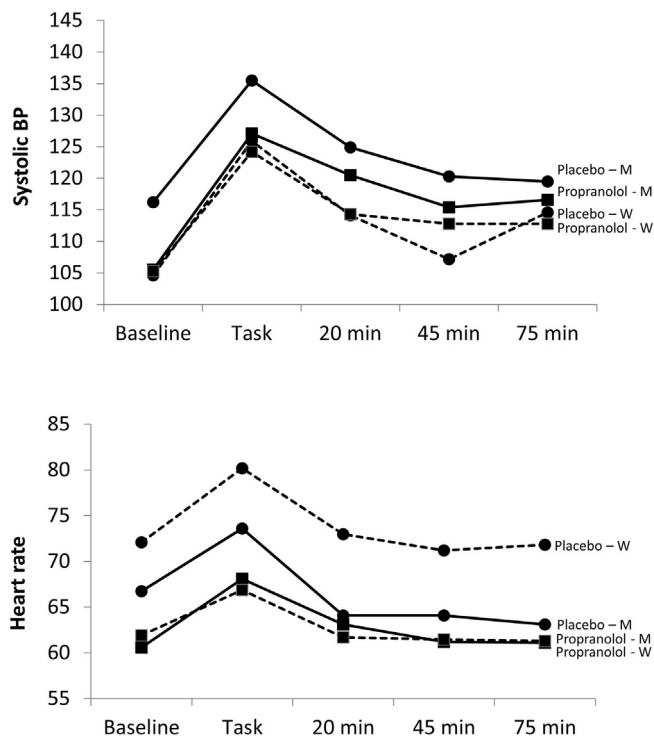 145
140
135
130
125
120
115
110
105
100
Systolic BP
Placebo – M
Propranolol - M
Placebo – W
Propranolol - W
Baseline Task 20 min 45 min 75 min
85
80
75
70
65
60
55
Heart rate
Placebo – W
Placebo – M
Propranolol - M
Propranolol - W
Baseline Task 20 min 45 min 75 min